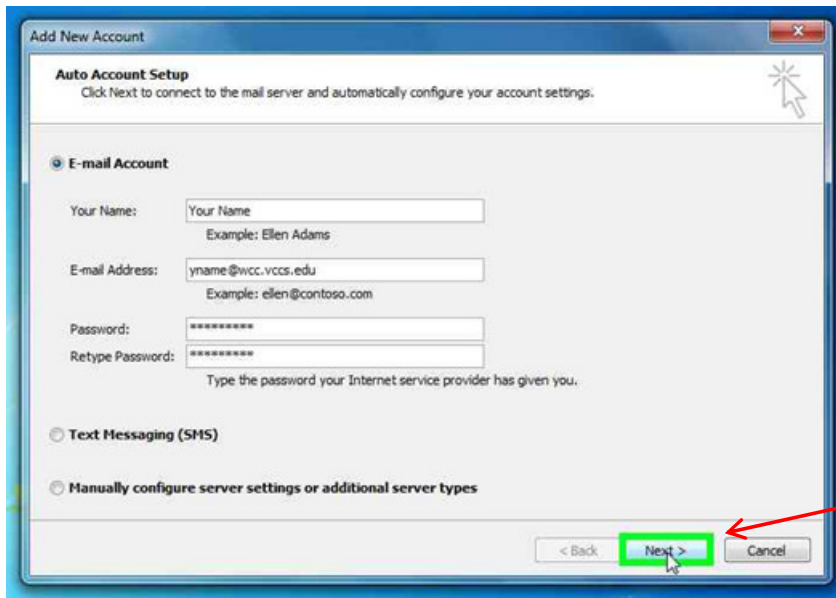 Add New Account
Auto Account Setup
Click Next to connect to the mail server and automatically configure your account settings.
E-mail Account
Your Name: Your Name
Example: Ellen Adams
E-mail Address: yname@wcc.vccs.edu
Example: ellen@contoso.com
Password: *********
Retype Password: *********
Type the password your Internet service provider has given you.
Text Messaging (SMS)
Manually configure server settings or additional server types
< Back Next > Cancel